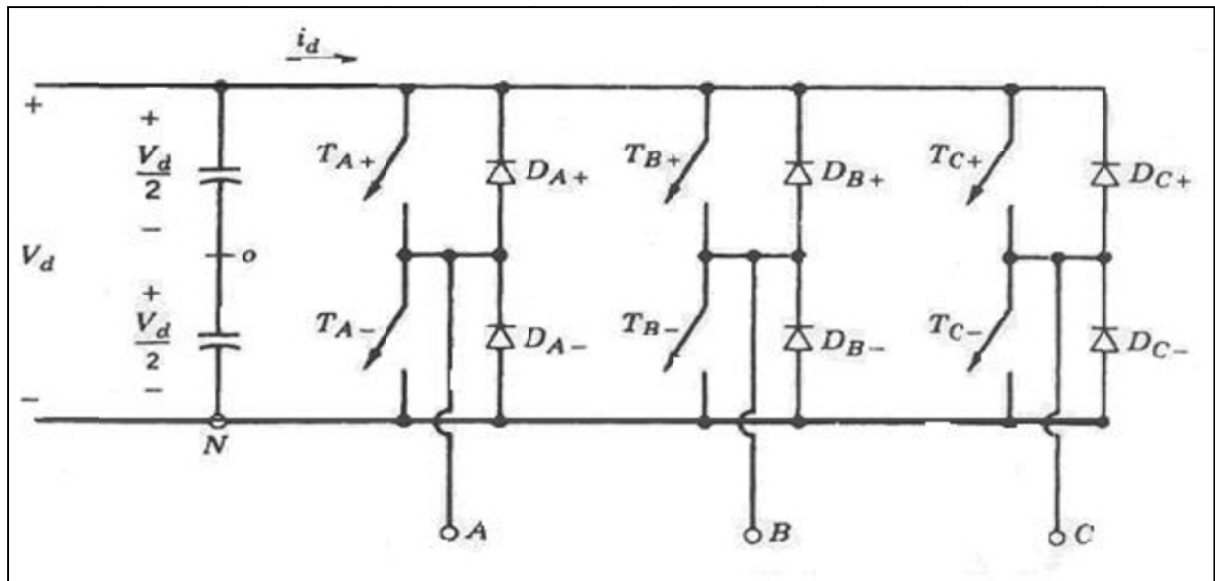 i_d
+
+
V_d
2
T_A+
D_A+
T_B+
D_B+
T_C+
D_C+
−
V_d
o
+
V_d
2
T_A−
D_A−
T_B−
D_B−
T_C−
D_C−
−
−
N
A
B
C